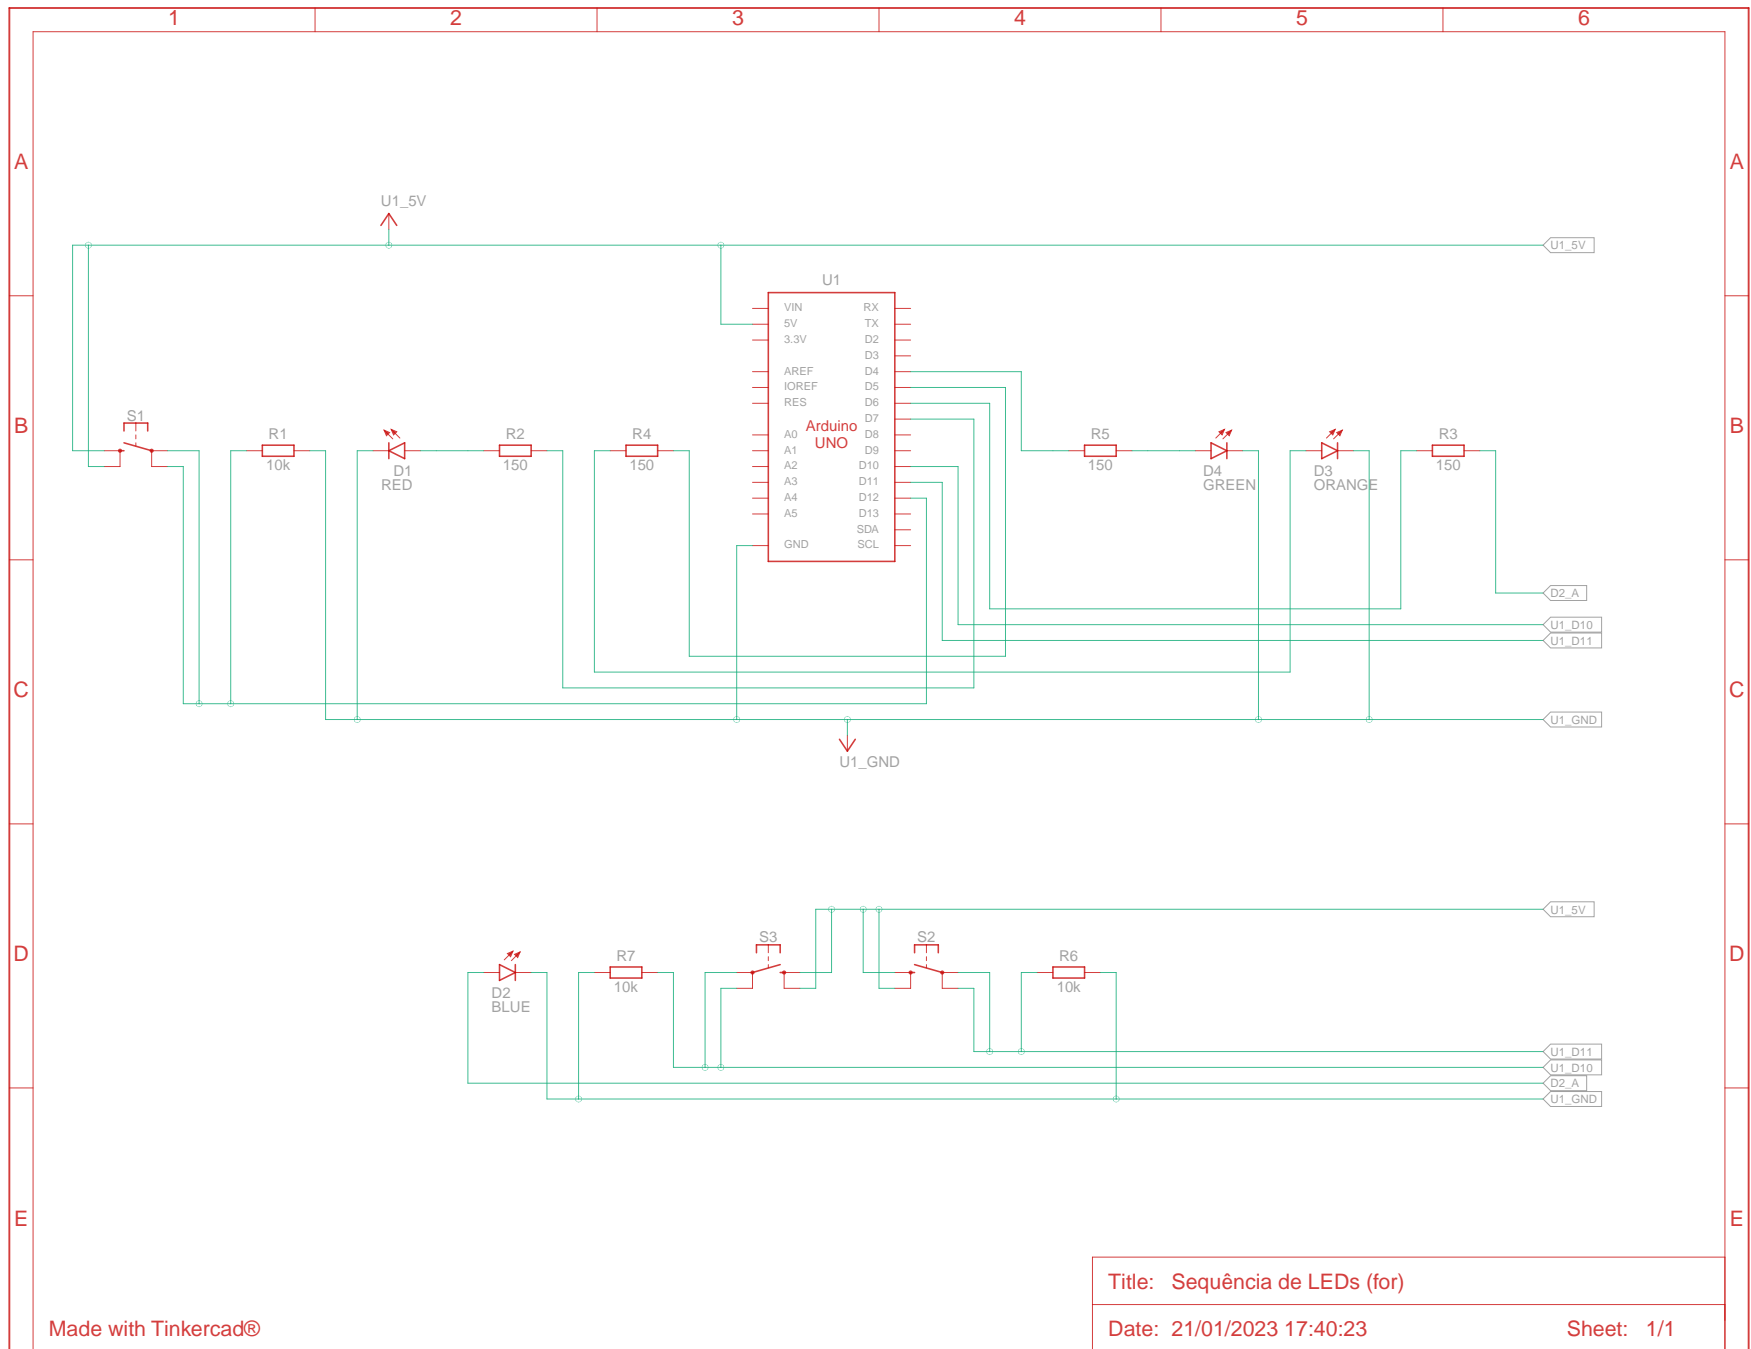 1 2 3 4 5 6
A A
U1_5V
U1_5V
U1
VIN RX
5V TX
3.3V D2
D3
AREF D4
IOREF D5
RES D6
D7
A0 D8
A1 D9
A2 D10
A3 D11
A4 D12
A5 D13
SDA
GND SCL
Arduino
UNO
B B
S1
R1
10k
D1
RED
R2
150
R4
150
R5
150
D4
GREEN
D3
ORANGE
R3
150
D2_A
U1_D10
U1_D11
C C
U1_GND
U1_GND
U1_5V
D D
D2
BLUE
R7
10k
S3
S2
R6
10k
U1_D11
U1_D10
D2_A
U1_GND
E E
Title: Sequência de LEDs (for)
Made with Tinkercad®
Date: 21/01/2023 17:40:23 Sheet: 1/1